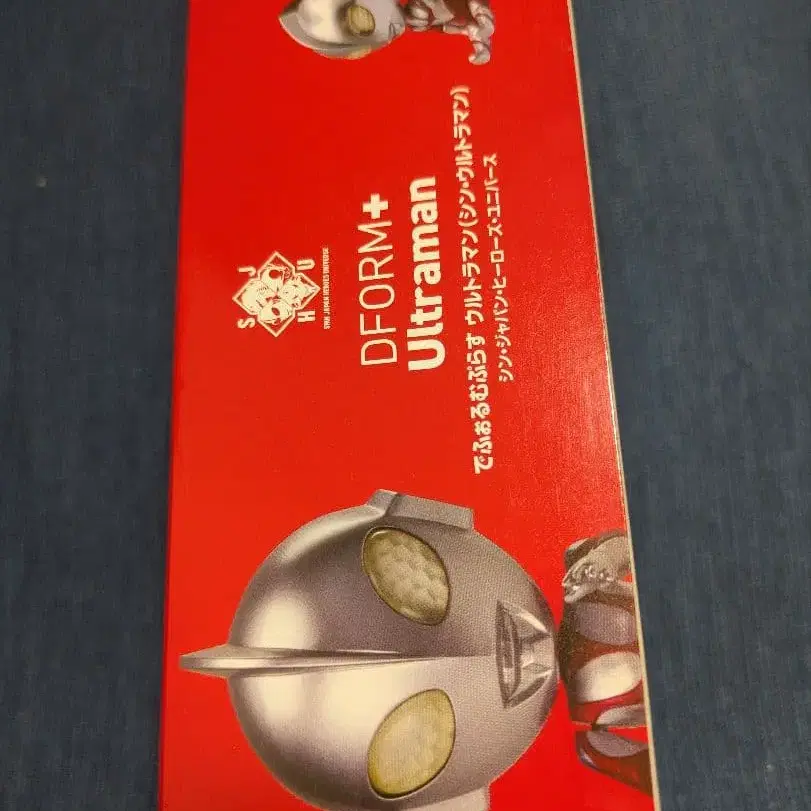 S J
H U
SHIN JAPAN HEROES UNIVERSE
DFORM+
Ultraman
でふぉるむぷらす ウルトラマン(シン・ウルトラマン)
シン・ジャパン・ヒーローズ・ユニバース